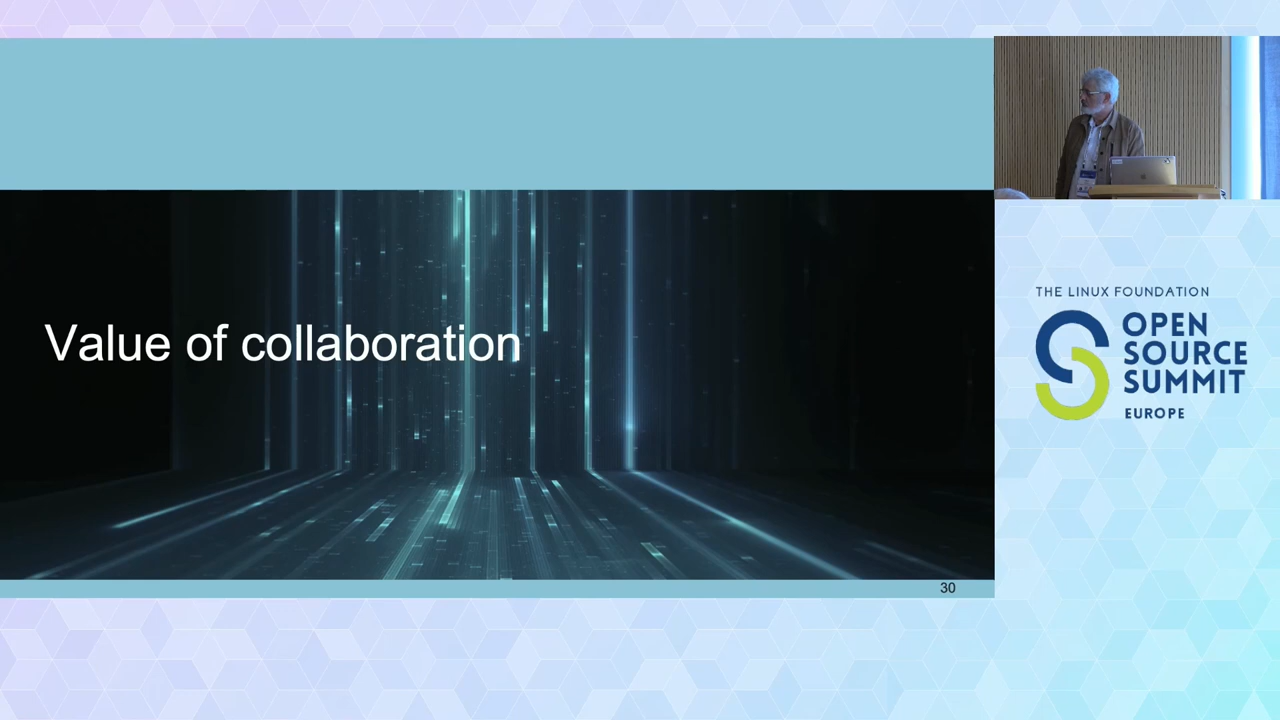 Value of collaboration
30
THE LINUX FOUNDATION
OPEN
SOURCE
SUMMIT
EUROPE